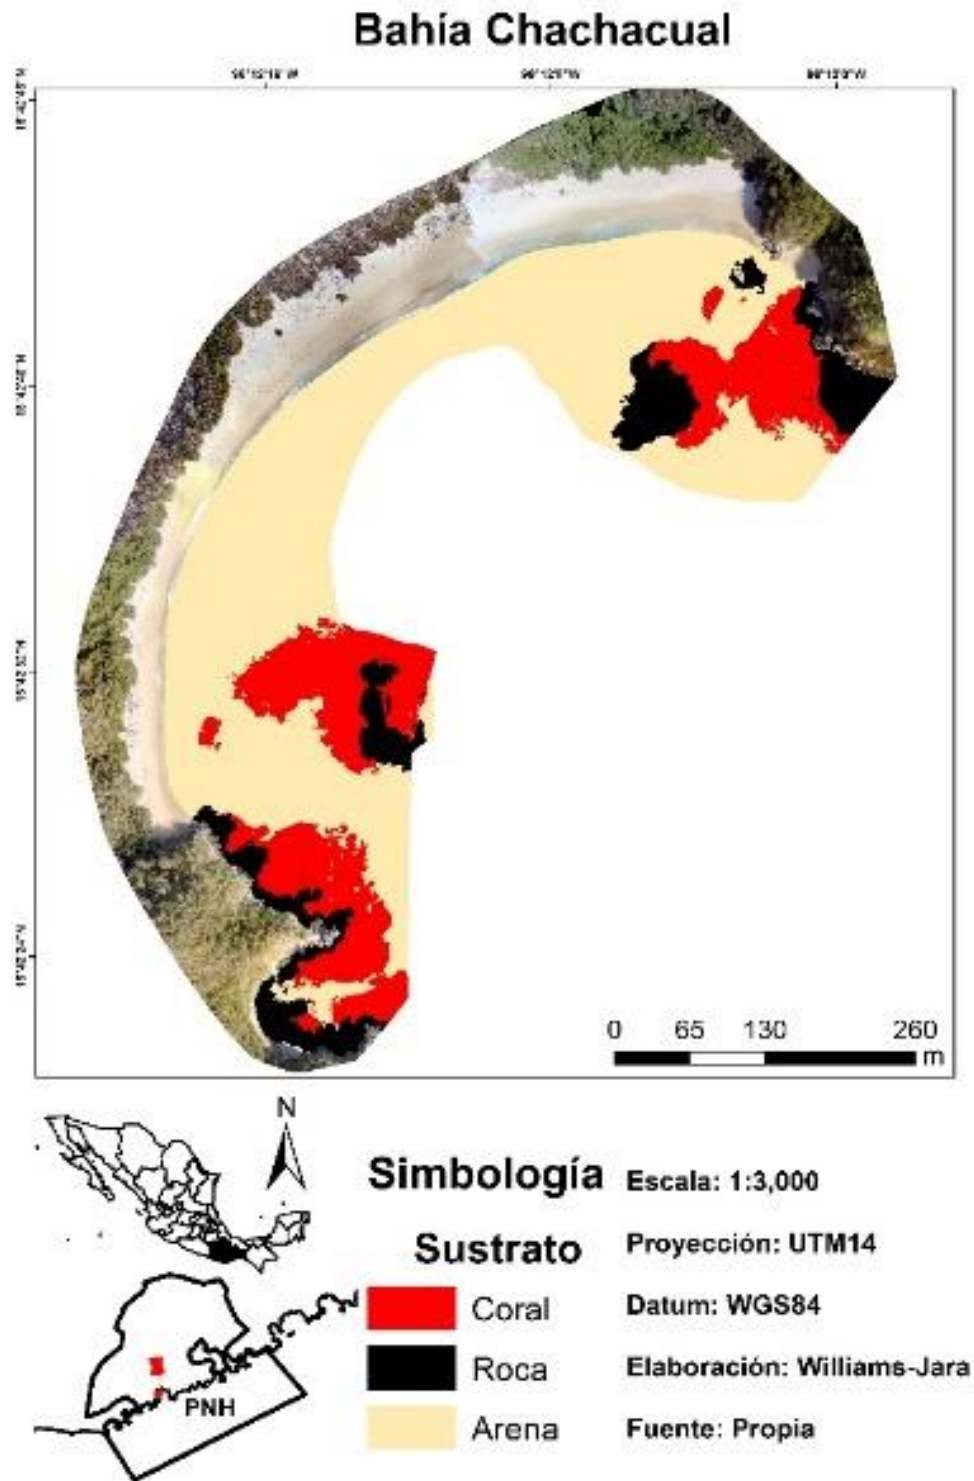 Bahía Chachacual
0 65 130 260
m
N
Simbología
Sustrato
Coral
Roca
Arena
Escala: 1:3,000
Proyección: UTM14
Datum: WGS84
Elaboración: Williams-Jara
Fuente: Propia
PNH